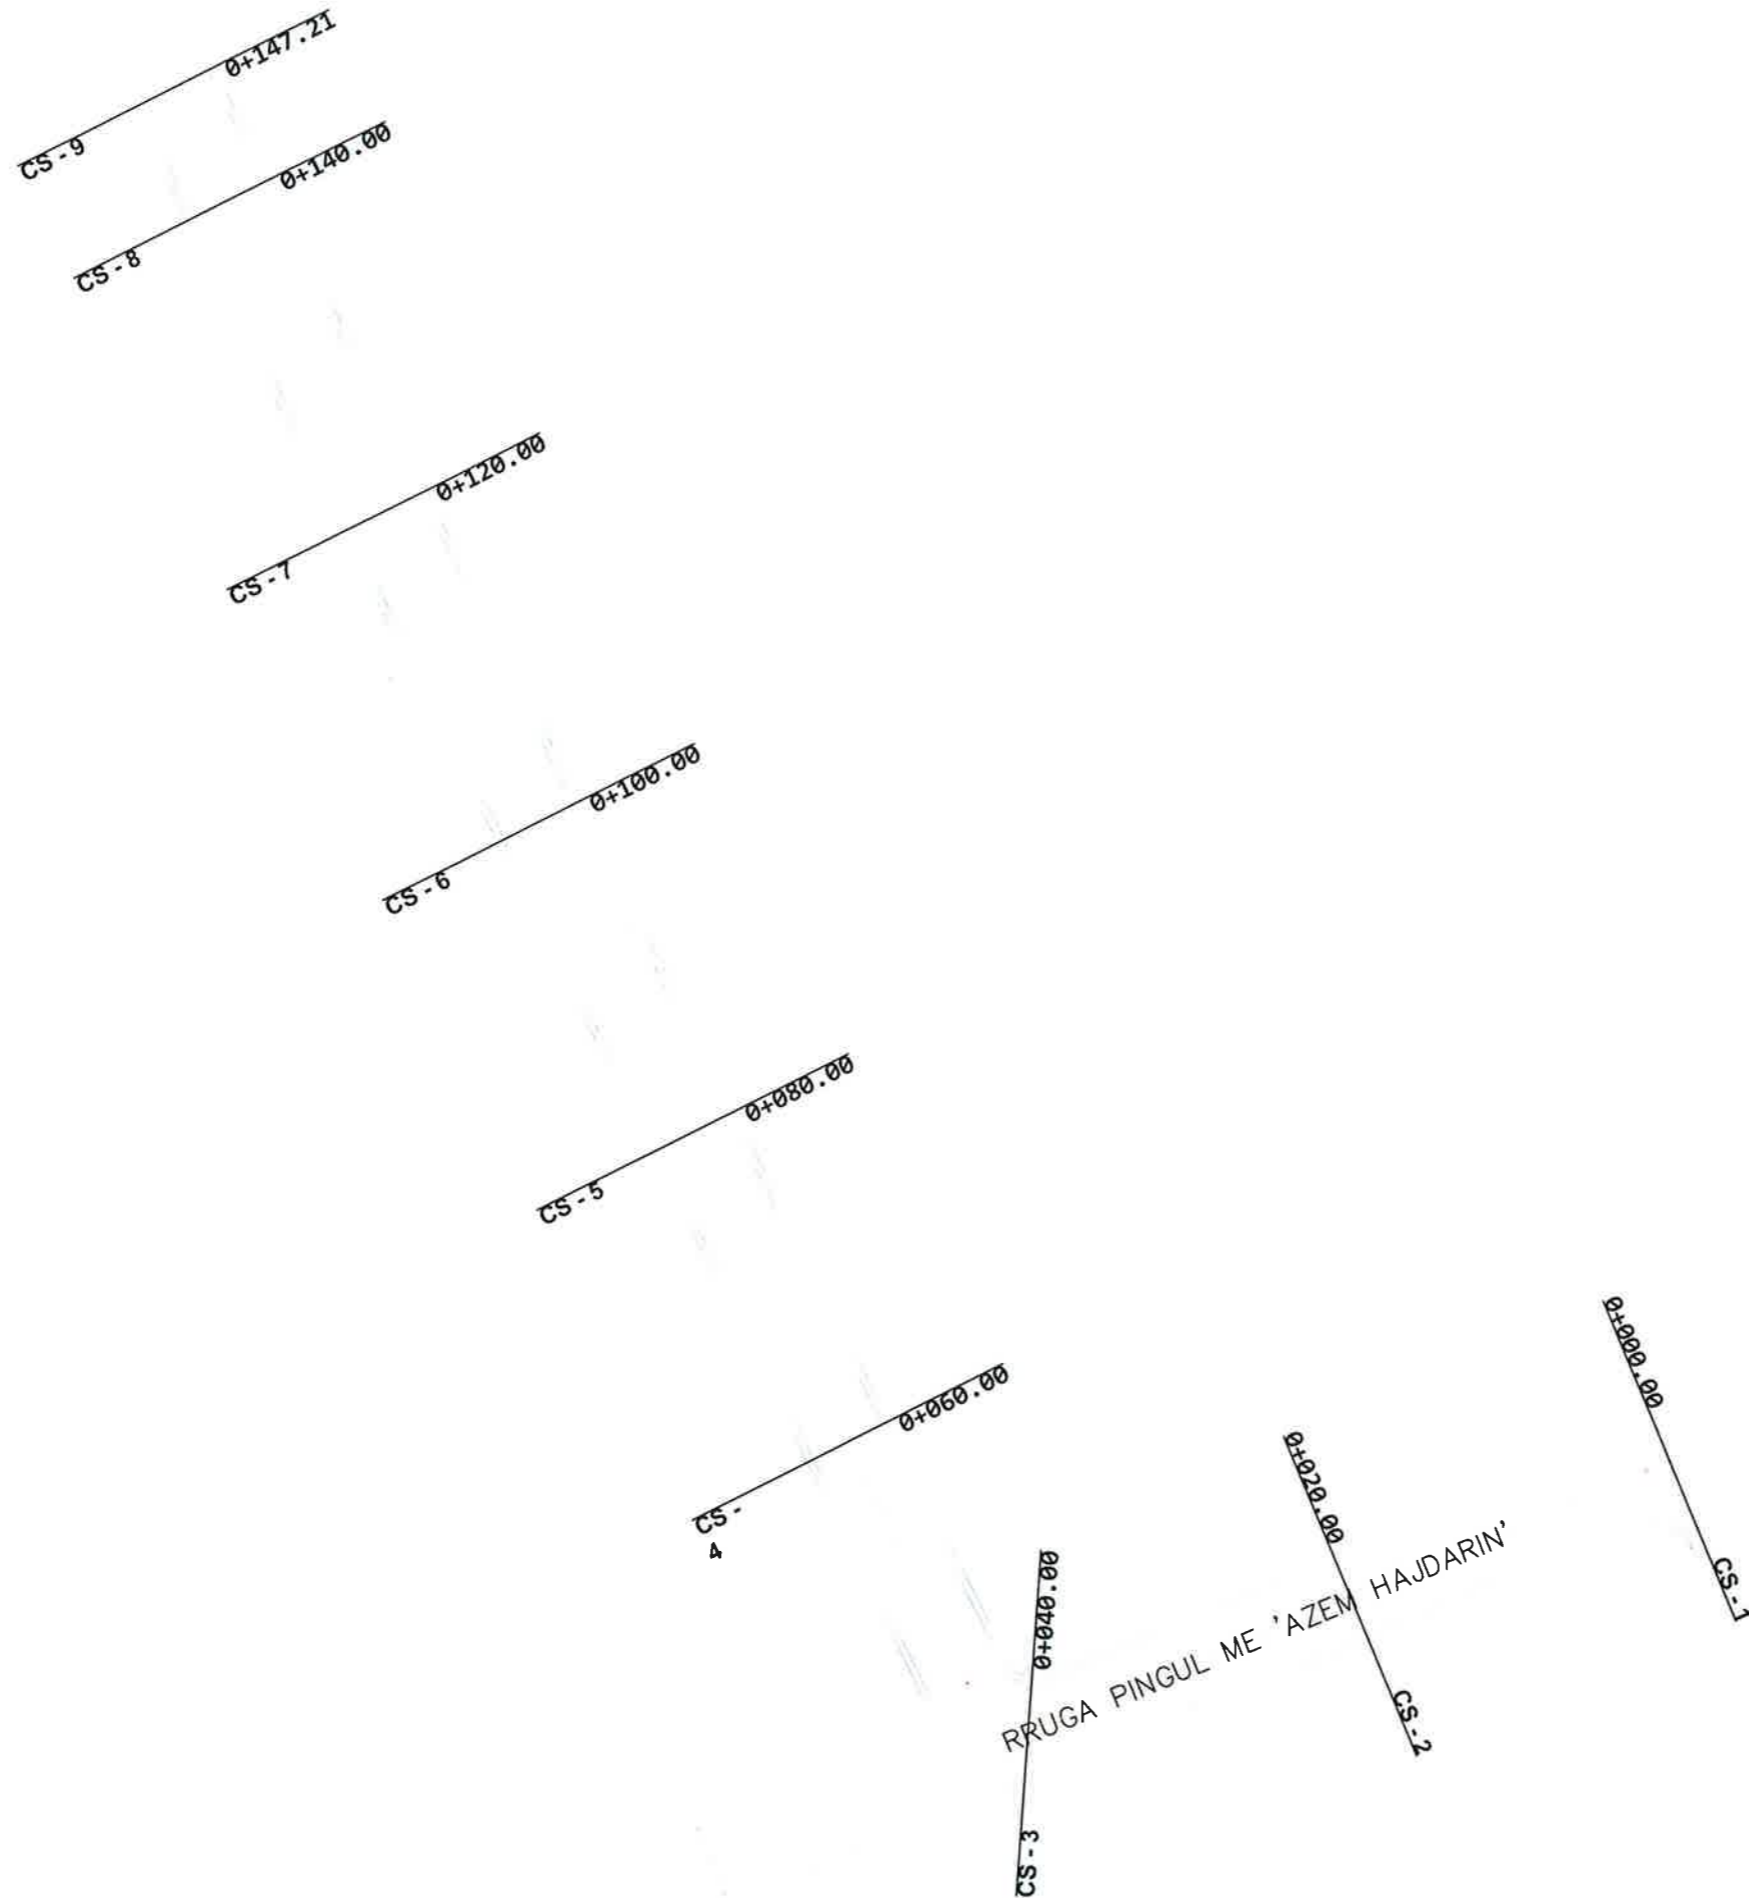 0+147.21
CS-9
0+140.00
CS-8
0+120.00
CS-7
0+100.00
CS-6
0+080.00
CS-5
0+060.00
CS-
4
0+040.00
CS-3
0+020.00
CS-2
0+000.00
CS-1
RRUGA PINGUL ME 'AZEM HAJDARIN'